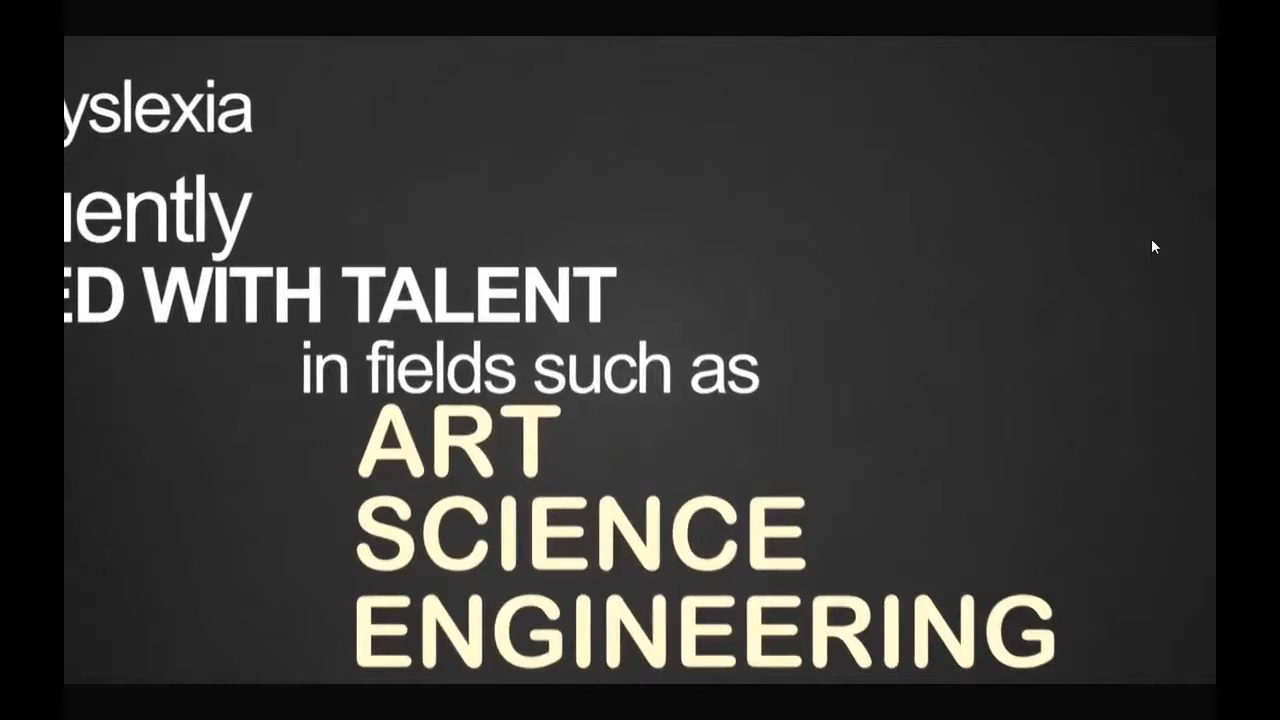 yslexia
uently
ED WITH TALENT
in fields such as
ART
SCIENCE
ENGINEERING